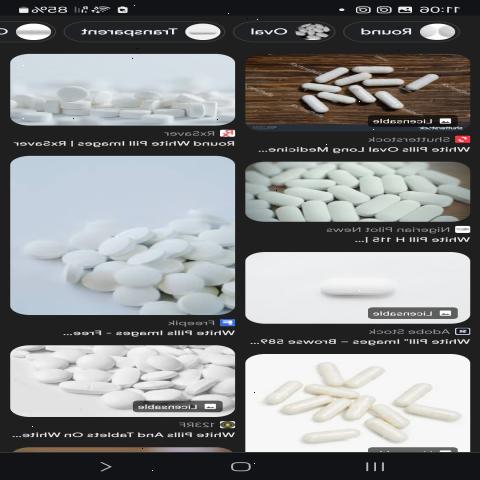 11:06
85%
Round
Oval
Transparent
Licensable
Shutterstock
White Pills Oval Long Medicine...
RxSaver
Round White Pill Images | RxSaver
Nigerian Pilot News
White Pill H 115 |...
Licensable
Adobe Stock
White Pill" Images – Browse 589...
Freepik
White Pills Images - Free...
Licensable
123RF
White Pills And Tablets On White...